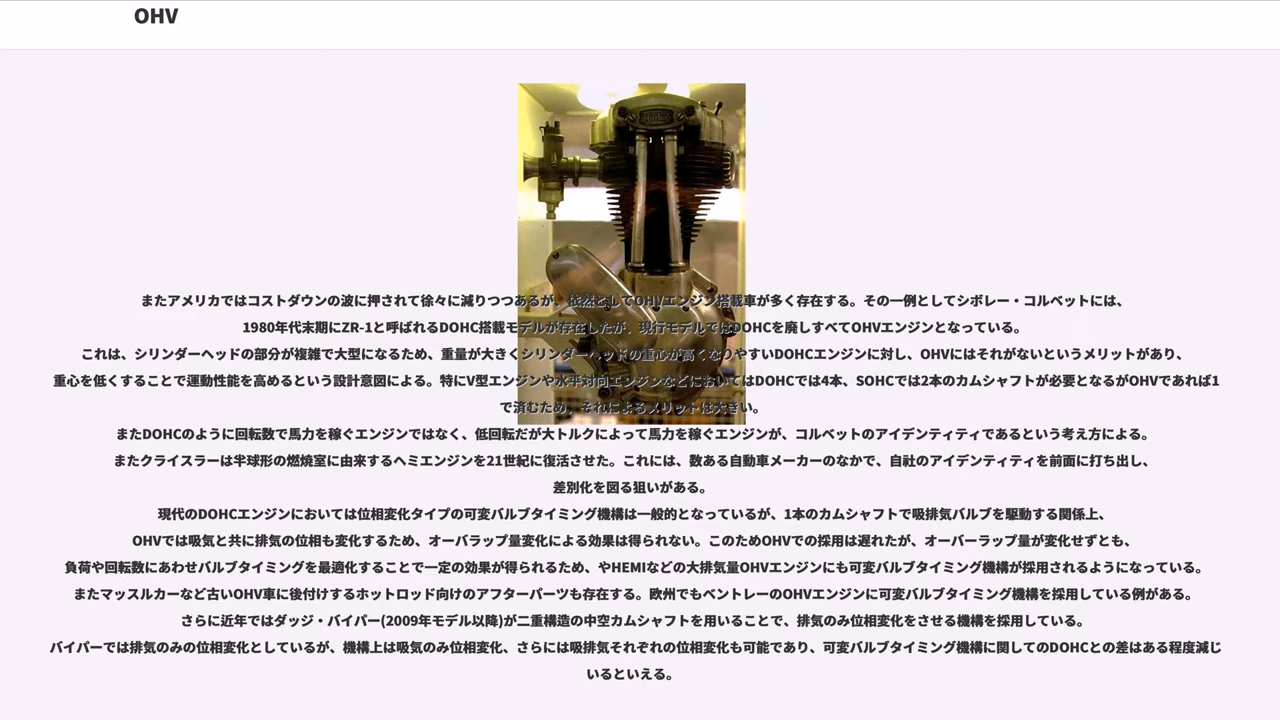 OHV
Norton
またアメリカではコストダウンの波に押されて徐々に減りつつあるが、依然としてOHVエンジン搭載車が多く存在する。その一例としてシボレー・コルベットには、
1980年代末期にZR-1と呼ばれるDOHC搭載モデルが存在したが、現行モデルではDOHCを廃しすべてOHVエンジンとなっている。
これは、シリンダーヘッドの部分が複雑で大型になるため、重量が大きくシリンダーヘッドの重心が高くなりやすいDOHCエンジンに対し、OHVにはそれがないというメリットがあり、
重心を低くすることで運動性能を高めるという設計意図による。特にV型エンジンや水平対向エンジンなどにおいてはDOHCでは4本、SOHCでは2本のカムシャフトが必要となるがOHVであれば1
で済むため、それによるメリットは大きい。
またDOHCのように回転数で馬力を稼ぐエンジンではなく、低回転だが大トルクによって馬力を稼ぐエンジンが、コルベットのアイデンティティであるという考え方による。
またクライスラーは半球形の燃焼室に由来するヘミエンジンを21世紀に復活させた。これには、数ある自動車メーカーのなかで、自社のアイデンティティを前面に打ち出し、
差別化を図る狙いがある。
現代のDOHCエンジンにおいては位相変化タイプの可変バルブタイミング機構は一般的となっているが、1本のカムシャフトで吸排気バルブを駆動する関係上、
OHVでは吸気と共に排気の位相も変化するため、オーバラップ量変化による効果は得られない。このためOHVでの採用は遅れたが、オーバーラップ量が変化せずとも、
負荷や回転数にあわせバルブタイミングを最適化することで一定の効果が得られるため、やHEMIなどの大排気量OHVエンジンにも可変バルブタイミング機構が採用されるようになっている。
またマッスルカーなど古いOHV車に後付けするホットロッド向けのアフターパーツも存在する。欧州でもベントレーのOHVエンジンに可変バルブタイミング機構を採用している例がある。
さらに近年ではダッジ・バイパー(2009年モデル以降)が二重構造の中空カムシャフトを用いることで、排気のみ位相変化をさせる機構を採用している。
バイパーでは排気のみの位相変化としているが、機構上は吸気のみ位相変化、さらには吸排気それぞれの位相変化も可能であり、可変バルブタイミング機構に関してのDOHCとの差はある程度減じ
いるといえる。